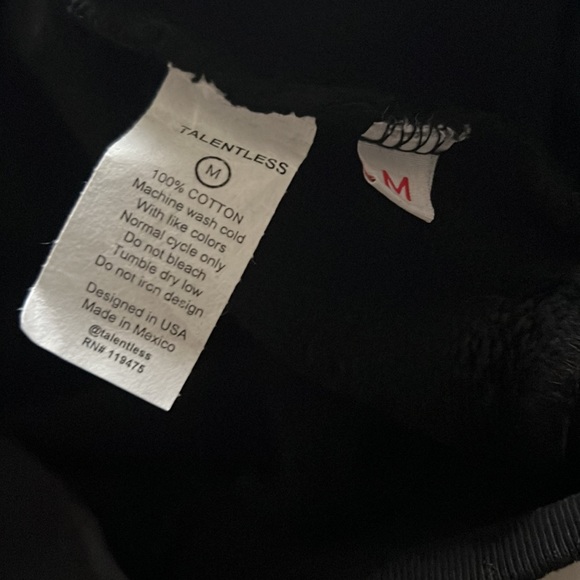 TALENTLESS
M
100% COTTON
Machine wash cold
With like colors
Normal cycle only
Do not bleach
Tumble dry low
Do not iron design
Designed in USA
Made in Mexico
@talentless
RN# 119475
M